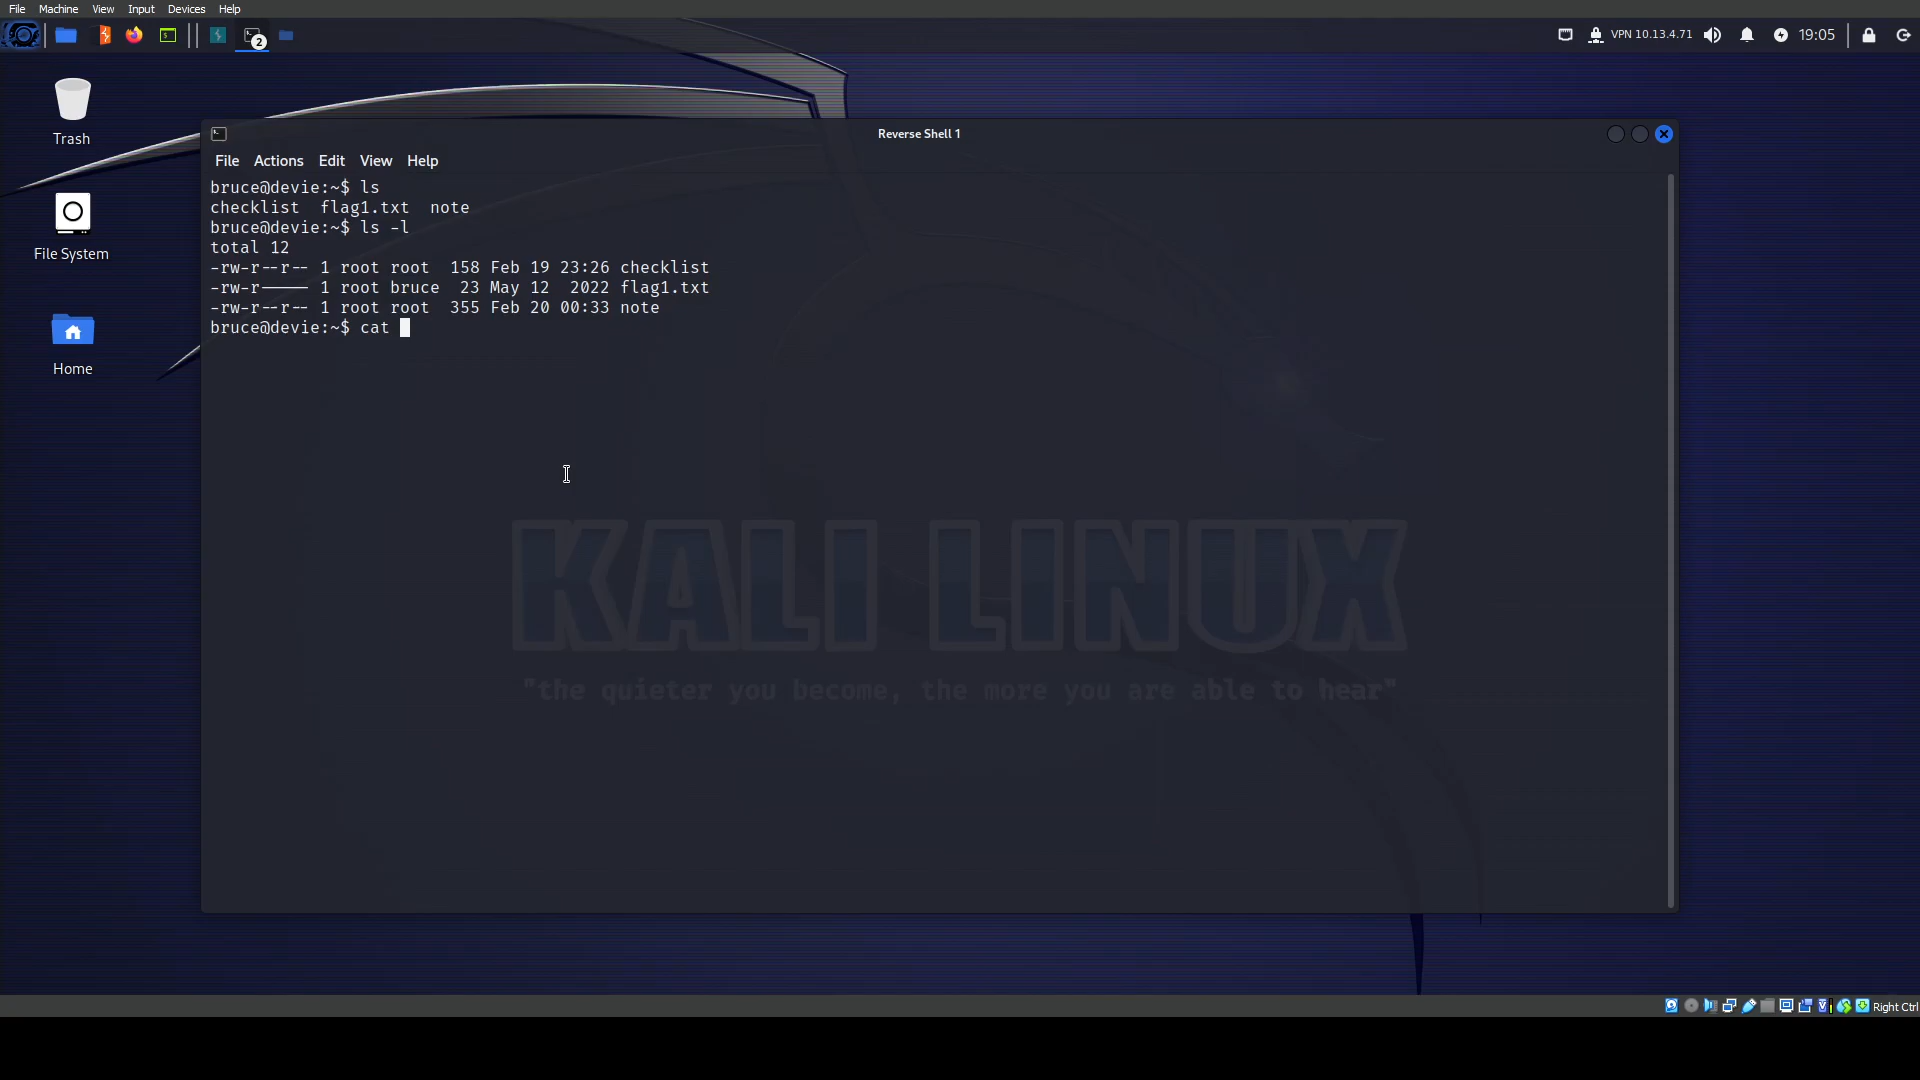 File Machine View Input Devices Help
2
VPN 10.13.4.71 19:05
Trash
File System
Home
Reverse Shell 1
File Actions Edit View Help
bruce@devie:~$ ls
checklist flag1.txt note
bruce@devie:~$ ls -l
total 12
-rw-r--r-- 1 root root 158 Feb 19 23:26 checklist
-rw-r----- 1 root bruce 23 May 12 2022 flag1.txt
-rw-r--r-- 1 root root 355 Feb 20 00:33 note
bruce@devie:~$ cat
KALI LINUX
"the quieter you become, the more you are able to hear"
Right Ctrl